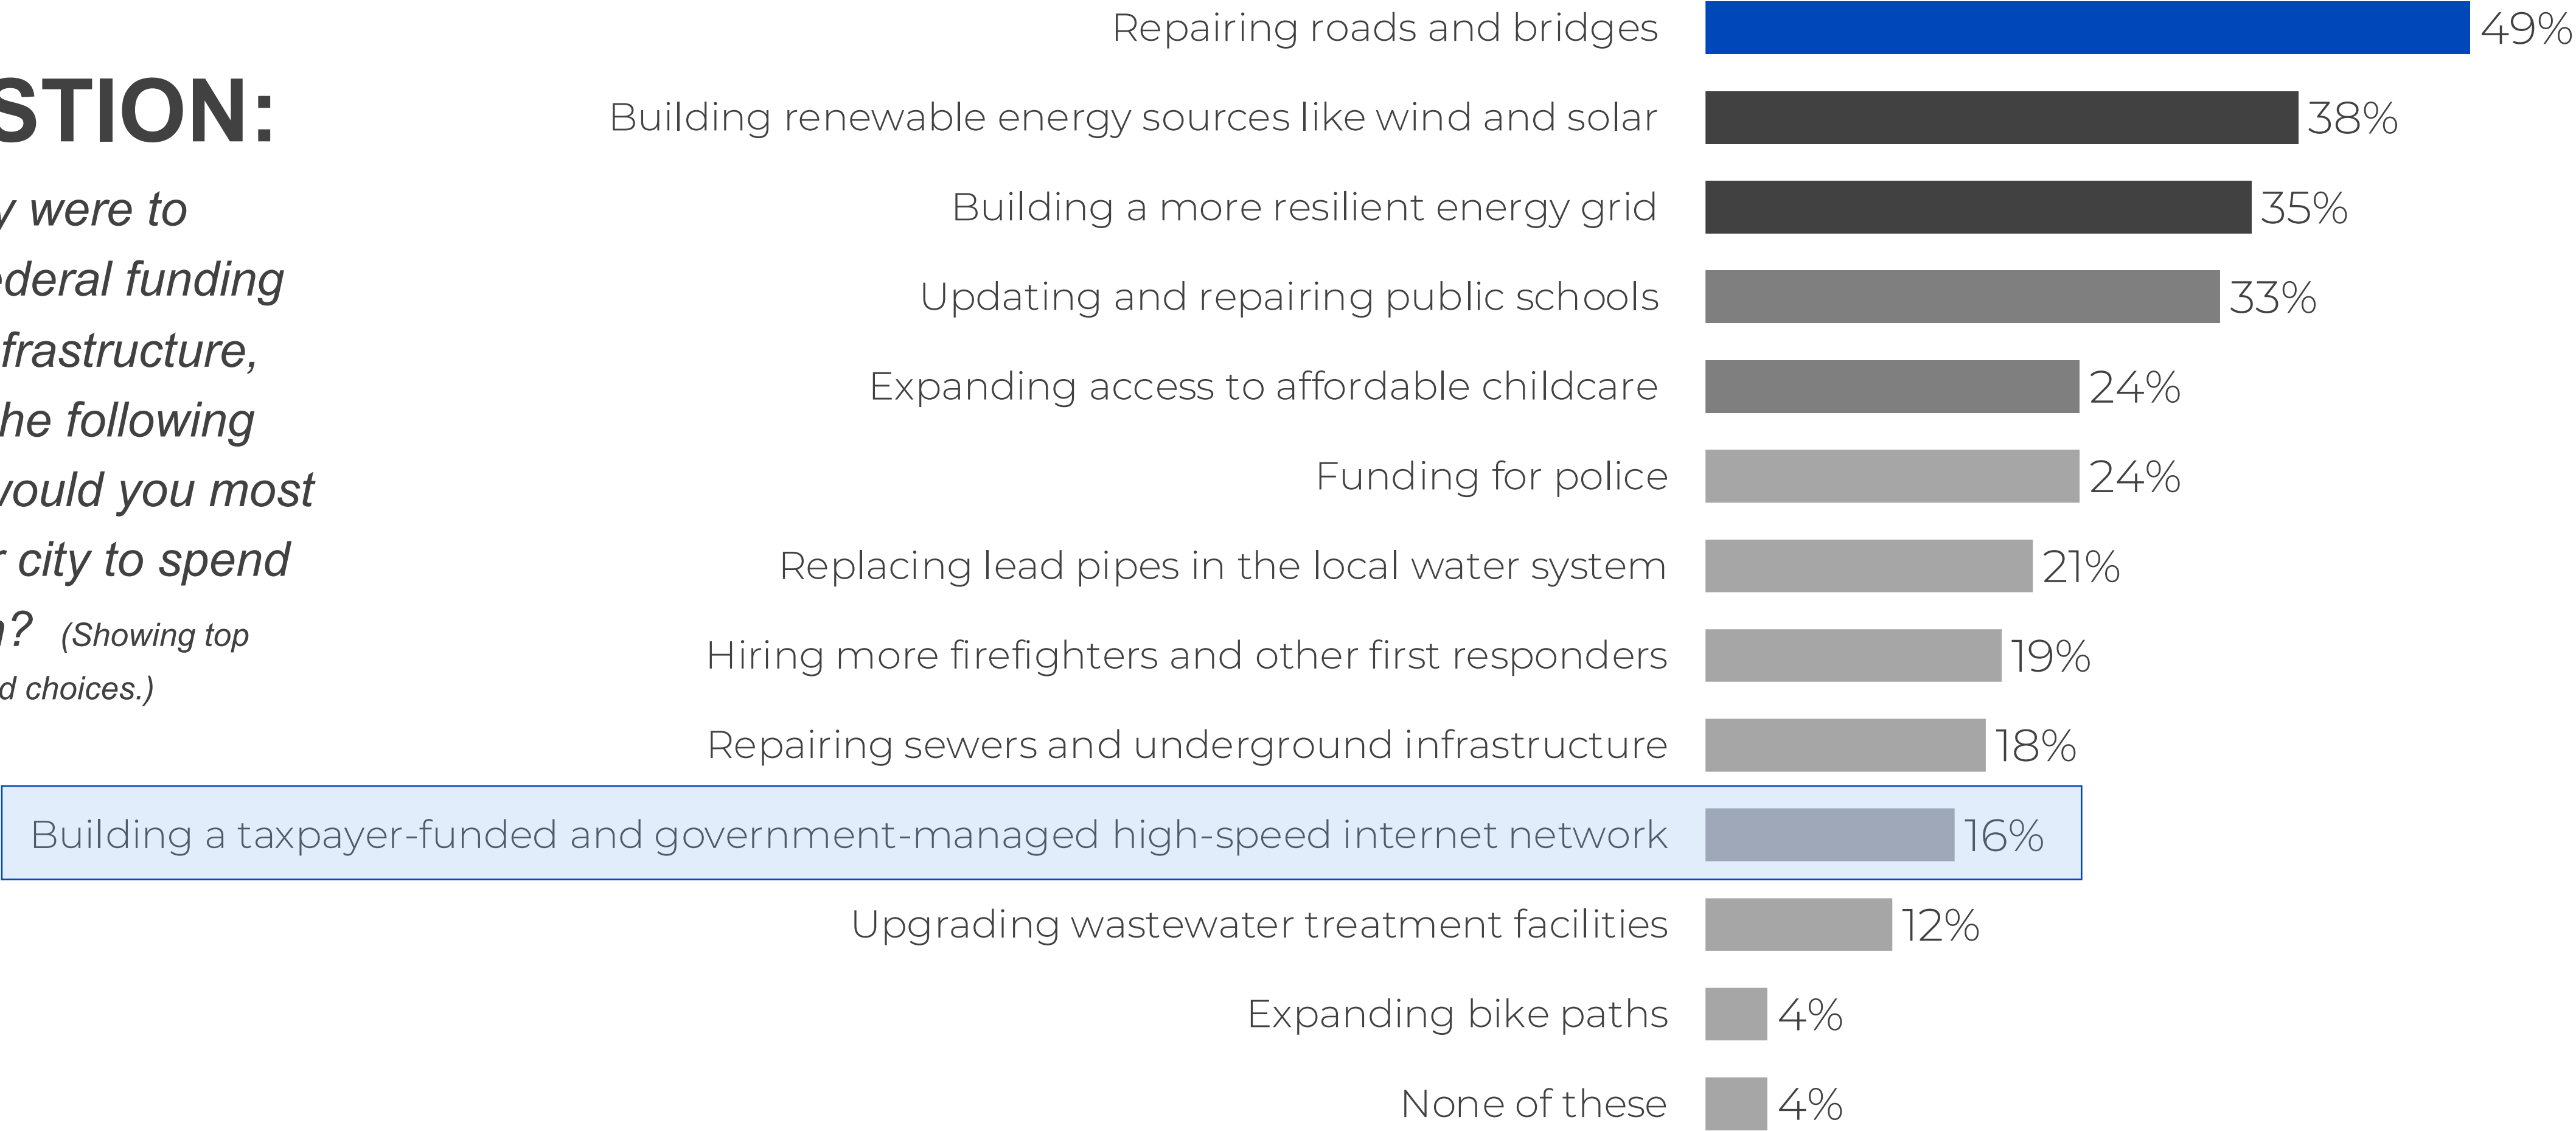 STION:
y were to
ederal funding
frastructure,
he following
would you most
r city to spend
? (Showing top
d choices.)
Repairing roads and bridges 49%
Building renewable energy sources like wind and solar 38%
Building a more resilient energy grid 35%
Updating and repairing public schools 33%
Expanding access to affordable childcare 24%
Funding for police 24%
Replacing lead pipes in the local water system 21%
Hiring more firefighters and other first responders 19%
Repairing sewers and underground infrastructure 18%
Building a taxpayer-funded and government-managed high-speed internet network 16%
Upgrading wastewater treatment facilities 12%
Expanding bike paths 4%
None of these 4%